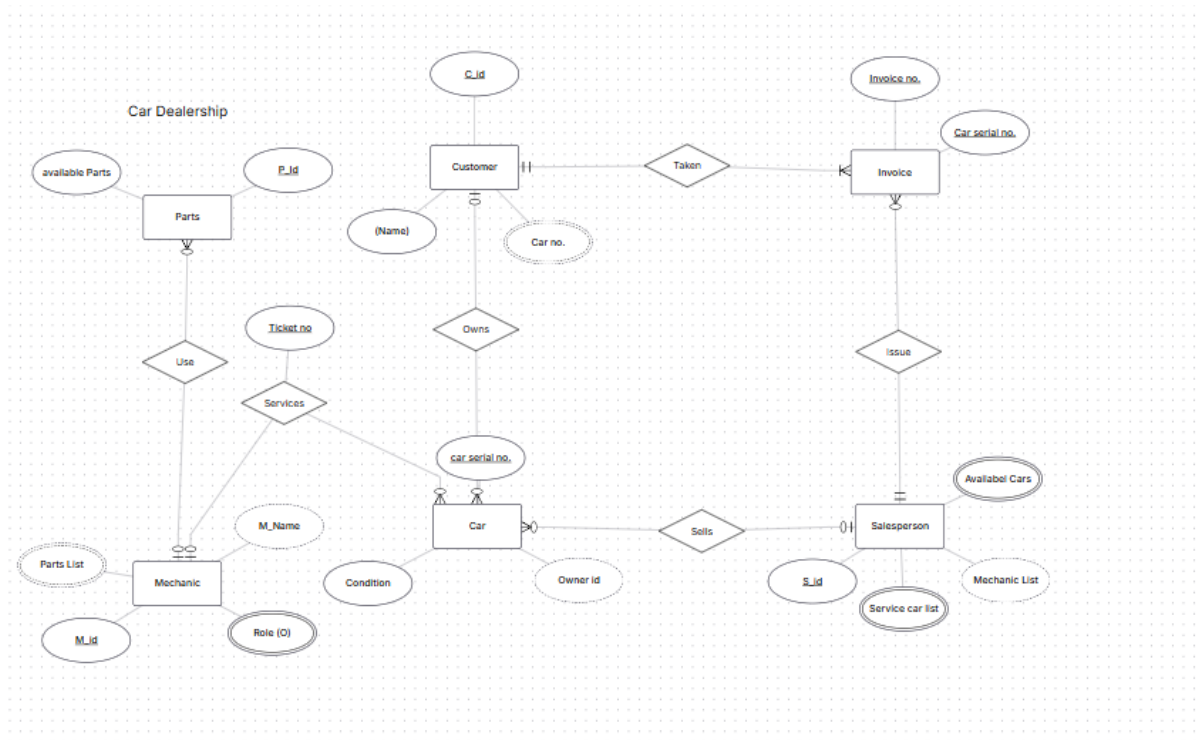 C_id
Invoice no.
Car Dealership
Car serial no.
available Parts
P_Id
Customer
Taken
Invoice
Parts
(Name)
Car no.
Ticket no
Owns
Use
Issue
Services
car serial no.
Availabel Cars
M_Name
Car
Sells
Salesperson
Parts List
Mechanic
Condition
Owner id
S_id
Mechanic List
Service car list
M_id
Role (O)